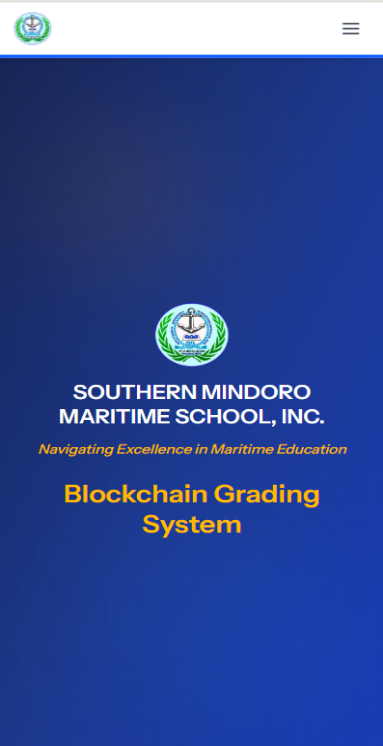 SOUTHERN MINDORO
MARITIME SCHOOL, INC.
Navigating Excellence in Maritime Education
Blockchain Grading
System